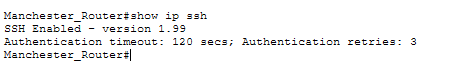 Manchester_Router#show ip ssh
SSH Enabled - version 1.99
Authentication timeout: 120 secs; Authentication retries: 3
Manchester_Router#